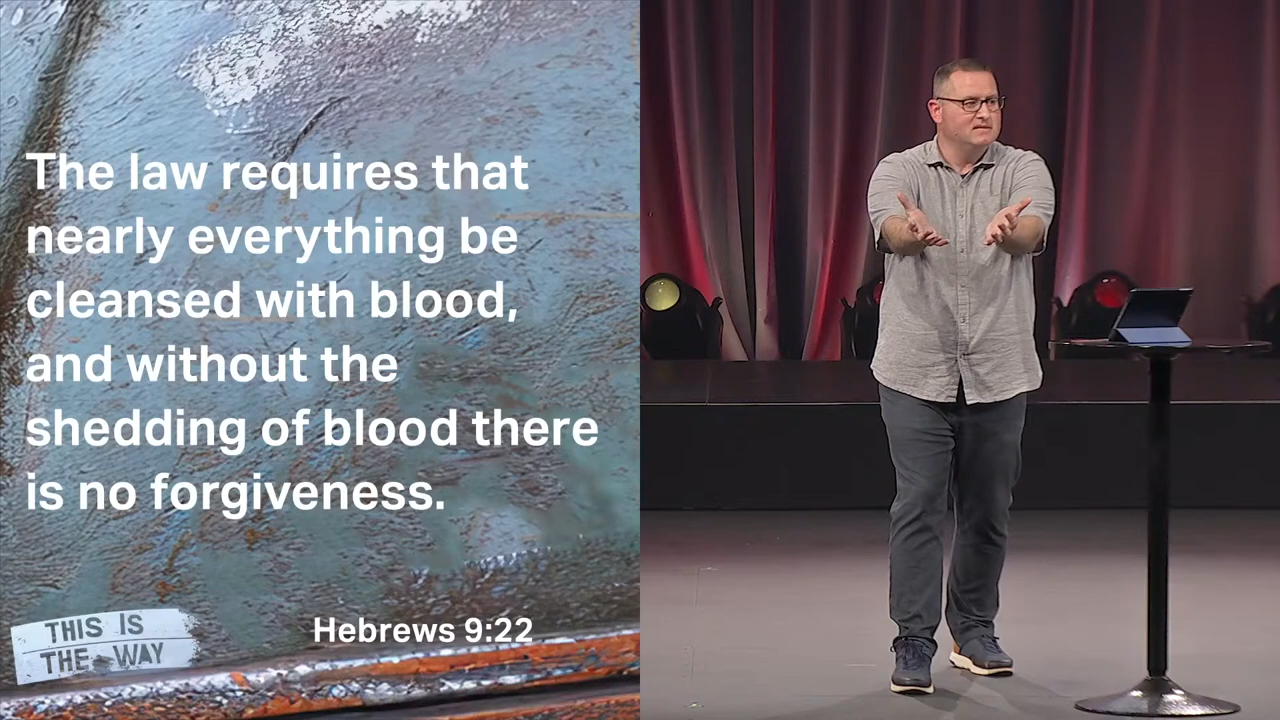 The law requires that
nearly everything be
cleansed with blood,
and without the
shedding of blood there
is no forgiveness.
Hebrews 9:22
THIS IS
THE WAY